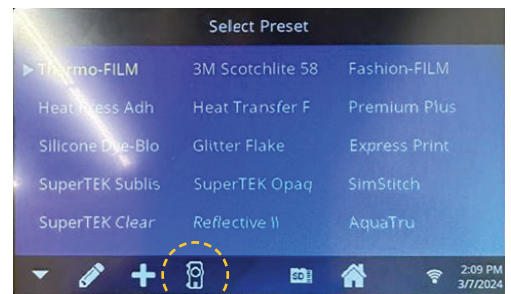 Select Preset
Thermo-FILM 3M Scotchlite 58 Fashion-FILM
Heat Press Adh Heat Transfer F Premium Plus
Silicone Dye-Blo Glitter Flake Express Print
SuperTEK Sublis SuperTEK Opaq SimStitch
SuperTEK Clear Reflective II AquaTru
SD
2:09 PM
3/7/2024